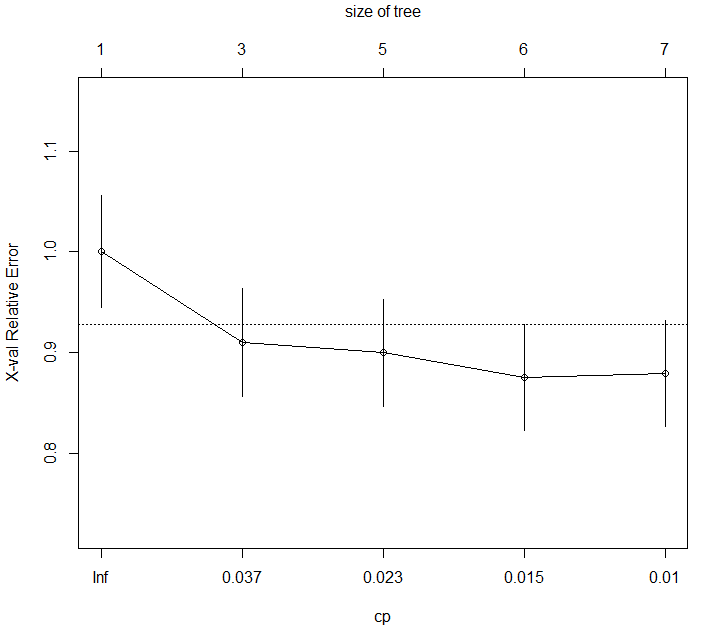 size of tree
1 3 5 6 7
X-val Relative Error
1.1
1.0
0.9
0.8
Inf 0.037 0.023 0.015 0.01
cp